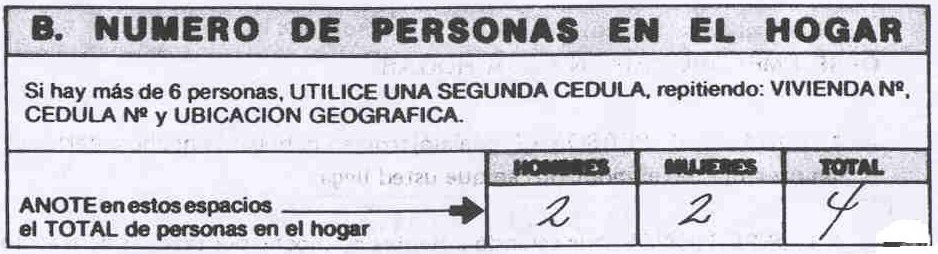 B. NUMERO DE PERSONAS EN EL HOGAR
Si hay más de 6 personas, UTILICE UNA SEGUNDA CEDULA, repitiendo: VIVIENDA Nº,
CEDULA Nº y UBICACION GEOGRAFICA.
HOMBRES MUJERES TOTAL
ANOTE en estos espacios
el TOTAL de personas en el hogar 2 2 4